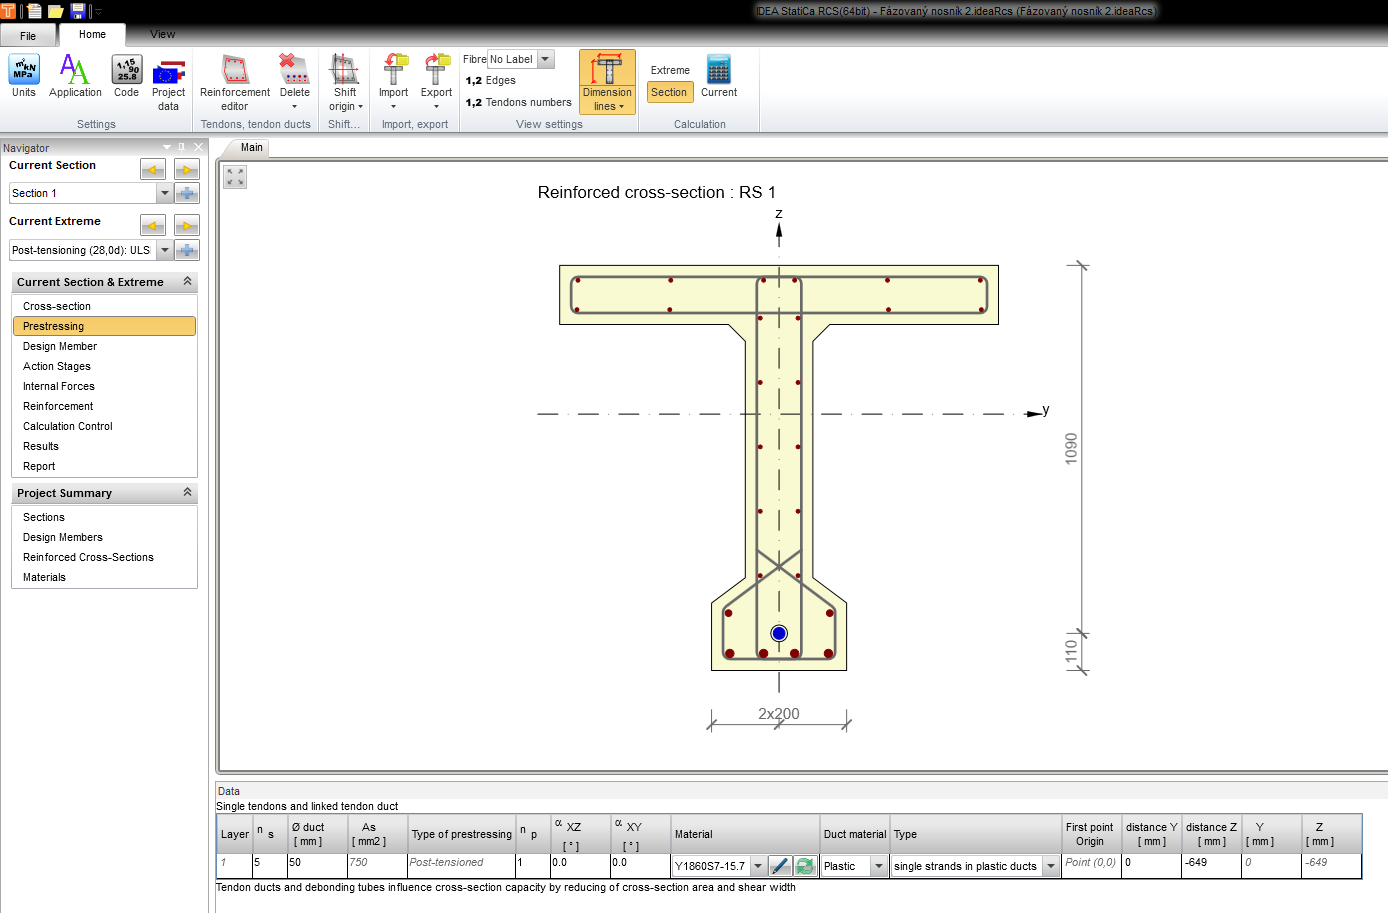 IDEA StatiCa RCS(64bit) - Fázovaný nosník 2.ideaRcs (Fázovaný nosník 2.ideaRcs)
File Home View
m³ kN MPa
Units
Application
1,15 90 25.8
Code
Project data
Settings
Reinforcement editor
Delete
Tendons, tendon ducts
Shift origin
Shift...
Import
Export
Import, export
Fibre No Label
1,2 Edges
1,2 Tendons numbers
Dimension lines
View settings
Extreme
Section
Current
Calculation
Navigator
Current Section
Section 1
Current Extreme
Post-tensioning (28,0d): ULS
Current Section & Extreme
Cross-section
Prestressing
Design Member
Action Stages
Internal Forces
Reinforcement
Calculation Control
Results
Report
Project Summary
Sections
Design Members
Reinforced Cross-Sections
Materials
Main
Reinforced cross-section : RS 1
z
y
1090
110
2x200
Data
Single tendons and linked tendon duct
Layer n s Ø duct [ mm ] As [ mm2 ] Type of prestressing n p α XZ [ ° ] α XY [ ° ] Material Duct material Type First point Origin distance Y [ mm ] distance Z [ mm ] Y [ mm ] Z [ mm ]
1 5 50 750 Post-tensioned 1 0.0 0.0 Y1860S7-15.7 Plastic single strands in plastic ducts Point (0,0) 0 -649 0 -649
Tendon ducts and debonding tubes influence cross-section capacity by reducing of cross-section area and shear width